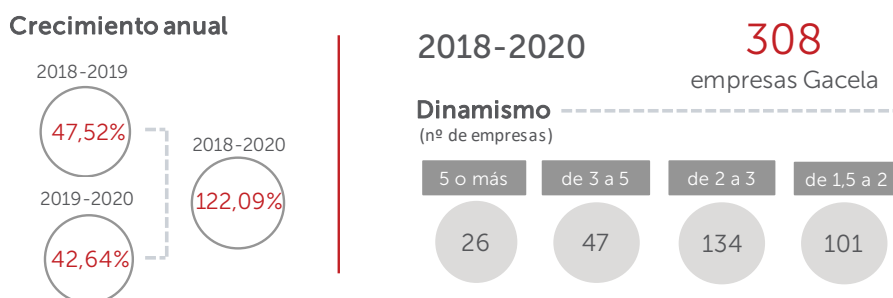 Crecimiento anual
2018-2019
47,52%
2018-2020
122,09%
2019-2020
42,64%
2018-2020
308
empresas Gacela
Dinamismo
(nº de empresas)
5 o más
de 3 a 5
de 2 a 3
de 1,5 a 2
26
47
134
101